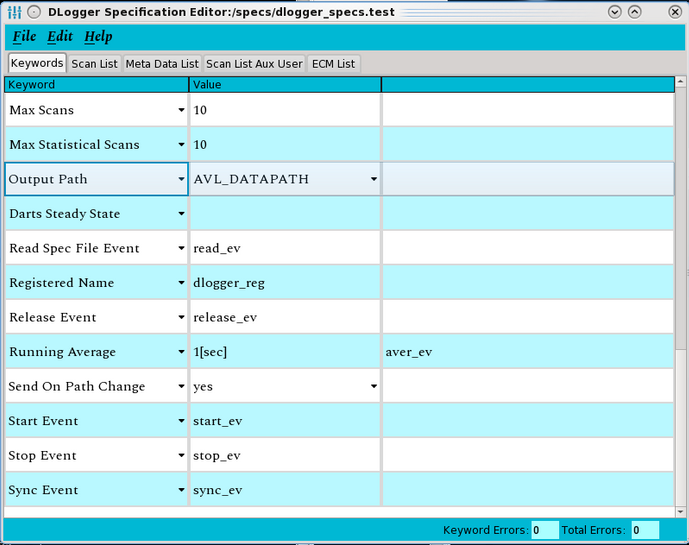 DLogger Specification Editor:/specs/dlogger_specs.test
File Edit Help
Keywords Scan List Meta Data List Scan List Aux User ECM List
Keyword Value
Max Scans 10
Max Statistical Scans 10
Output Path AVL_DATAPATH
Darts Steady State
Read Spec File Event read_ev
Registered Name dlogger_reg
Release Event release_ev
Running Average 1[sec] aver_ev
Send On Path Change yes
Start Event start_ev
Stop Event stop_ev
Sync Event sync_ev
Keyword Errors: 0 Total Errors: 0